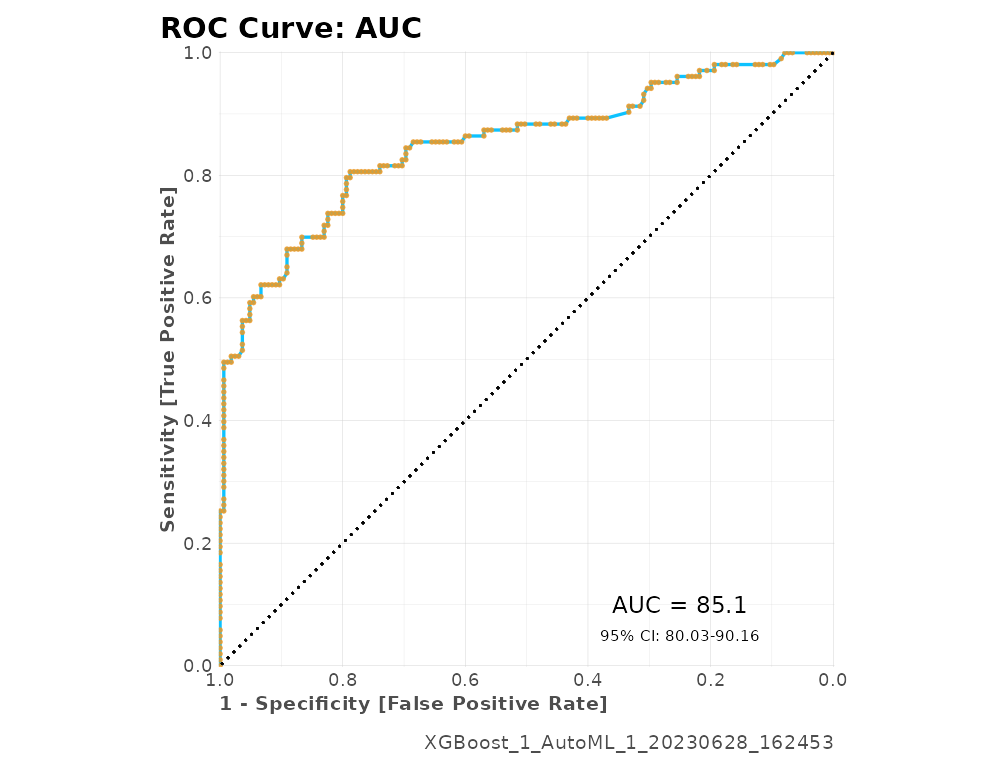 ROC Curve: AUC
Sensitivity [True Positive Rate]
1.0
0.8
0.6
0.4
0.2
0.0
AUC = 85.1
95% CI: 80.03-90.16
1.0 0.8 0.6 0.4 0.2 0.0
1 - Specificity [False Positive Rate]
XGBoost_1_AutoML_1_20230628_162453